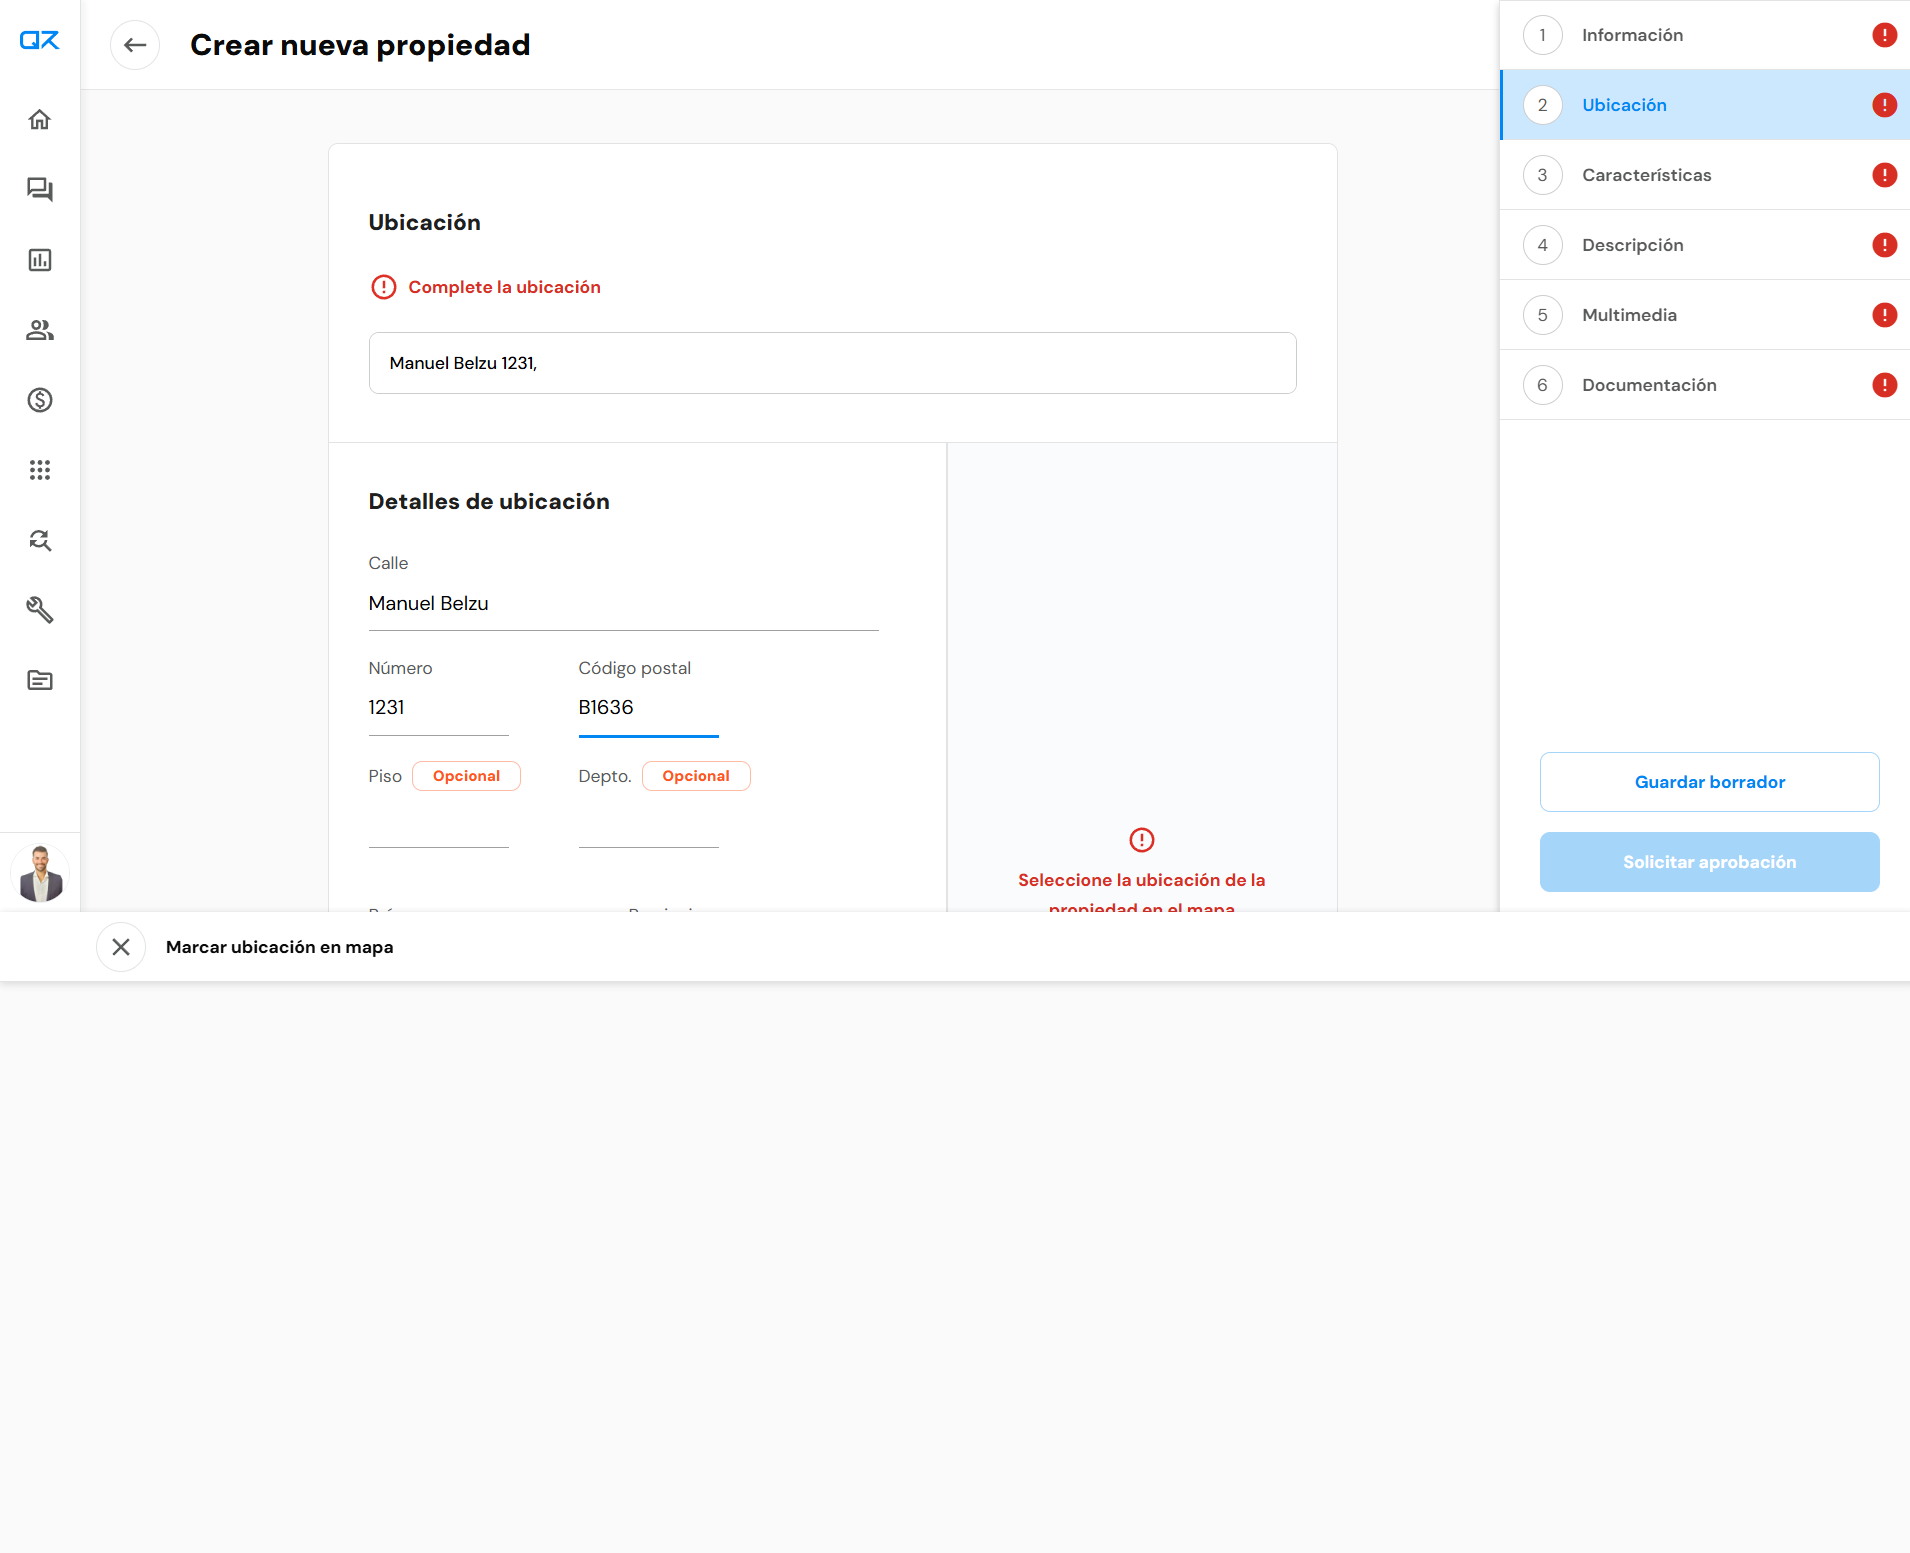 Crear nueva propiedad
Ubicación
Complete la ubicación
Manuel Belzu 1231,
Detalles de ubicación
Calle
Manuel Belzu
Número
Código postal
1231
B1636
Piso
Opcional
Depto.
Opcional
Seleccione la ubicación de la
propiedad en el mapa
1 Información
2 Ubicación
3 Características
4 Descripción
5 Multimedia
6 Documentación
Guardar borrador
Solicitar aprobación
Marcar ubicación en mapa